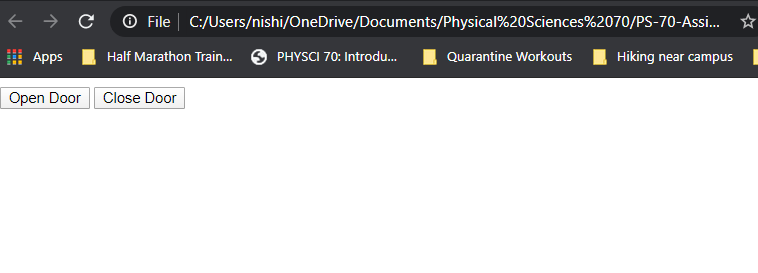 File C:/Users/nishi/OneDrive/Documents/Physical%20Sciences%2070/PS-70-Assi...
Apps Half Marathon Train... PHYSCI 70: Introdu... Quarantine Workouts Hiking near campus
Open Door Close Door